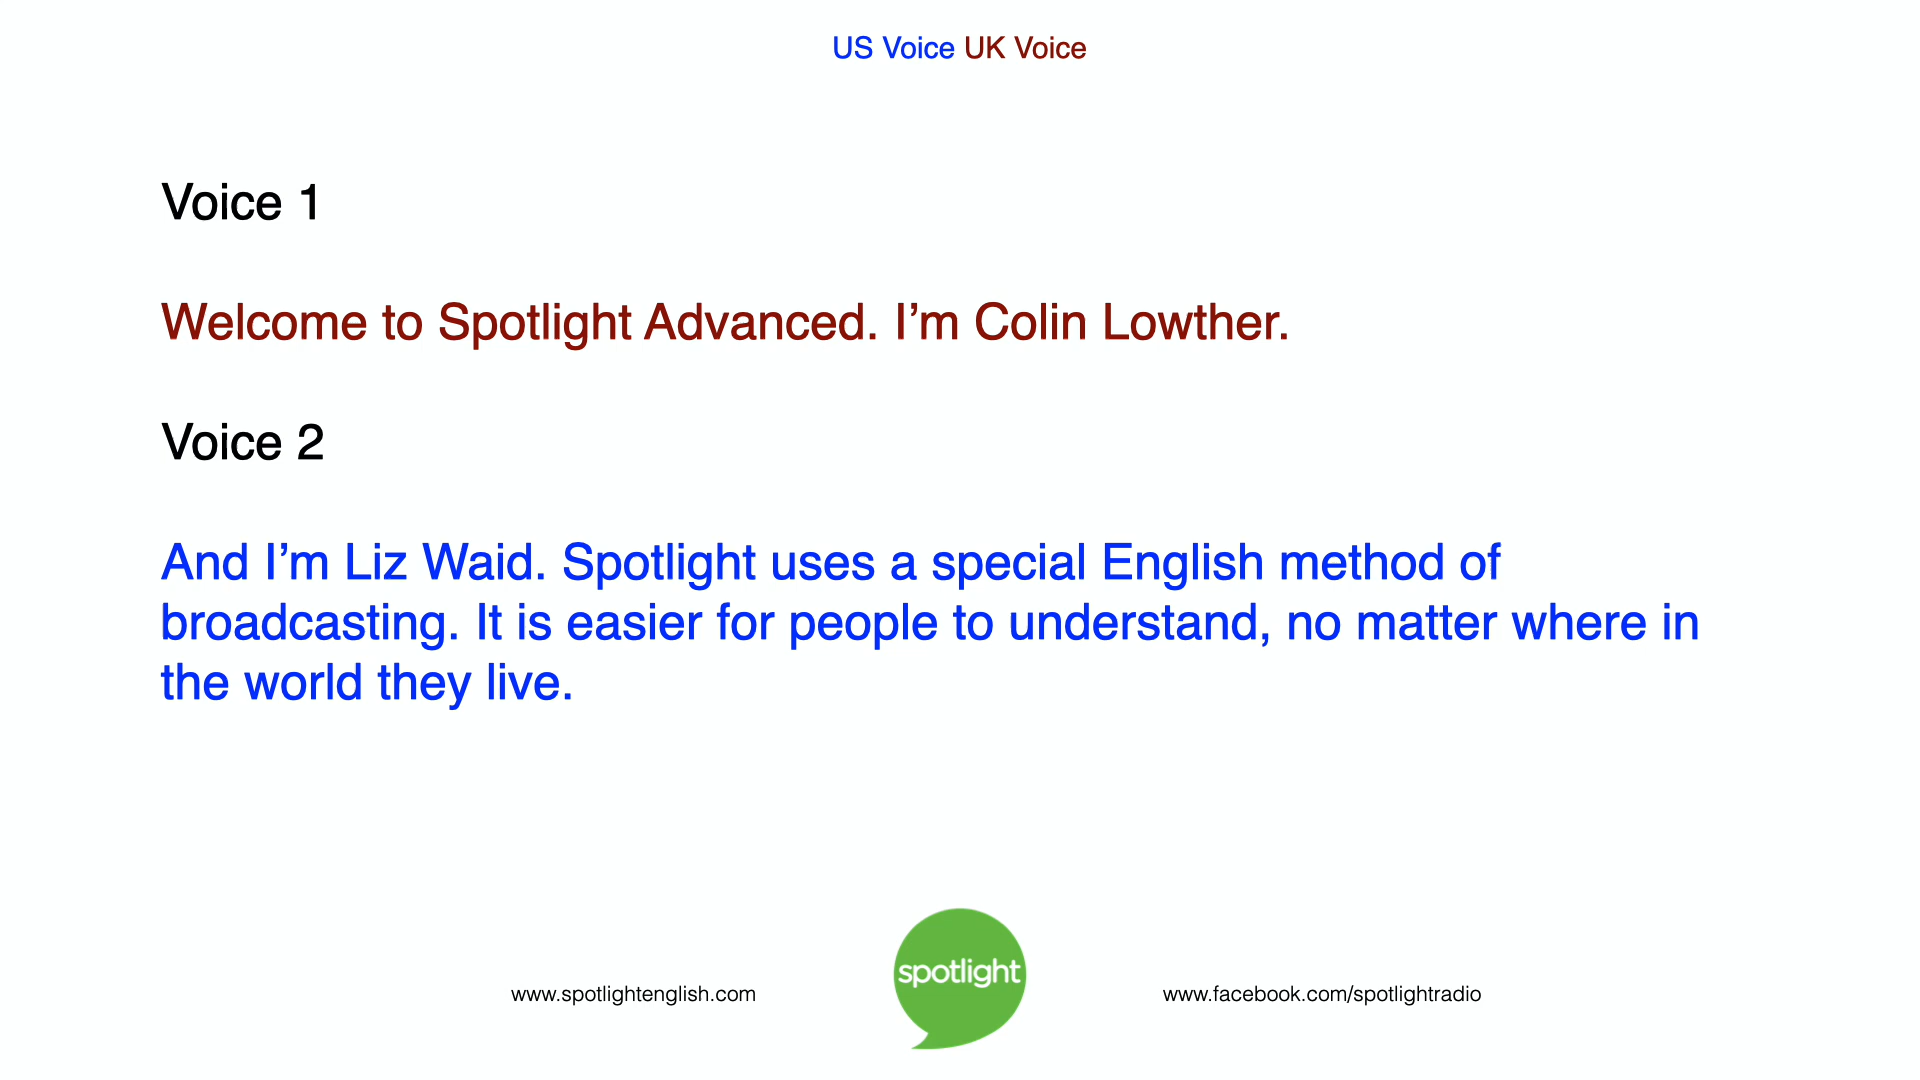 US Voice UK Voice
Voice 1
Welcome to Spotlight Advanced. I’m Colin Lowther.
Voice 2
And I’m Liz Waid. Spotlight uses a special English method of
broadcasting. It is easier for people to understand, no matter where in
the world they live.
www.spotlightenglish.com
spotlight
www.facebook.com/spotlightradio